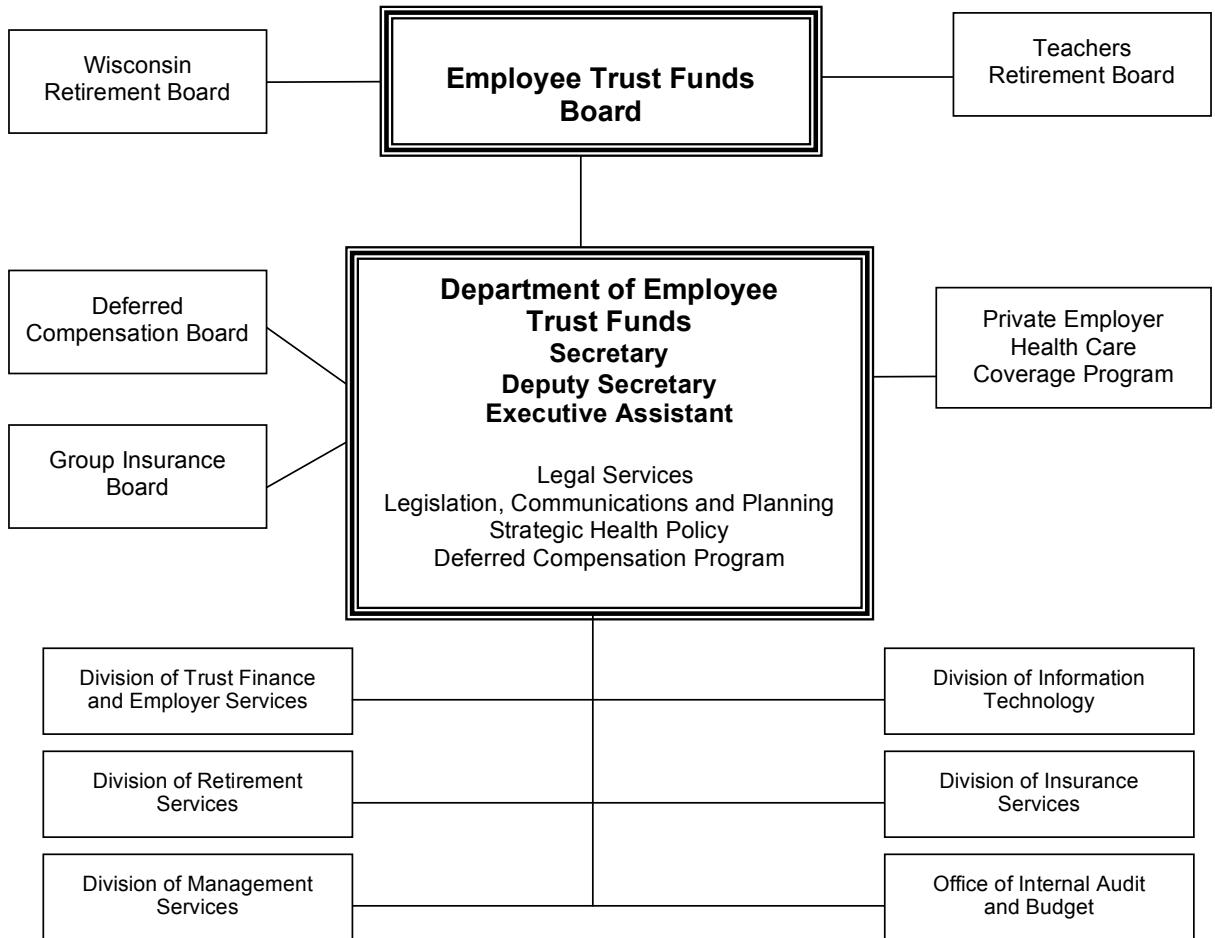 Wisconsin
Retirement Board
Employee Trust Funds
Board
Teachers
Retirement Board
Deferred
Compensation Board
Group Insurance
Board
Department of Employee
Trust Funds
Secretary
Deputy Secretary
Executive Assistant
Legal Services
Legislation, Communications and Planning
Strategic Health Policy
Deferred Compensation Program
Private Employer
Health Care
Coverage Program
Division of Trust Finance
and Employer Services
Division of Information
Technology
Division of Retirement
Services
Division of Insurance
Services
Division of Management
Services
Office of Internal Audit
and Budget